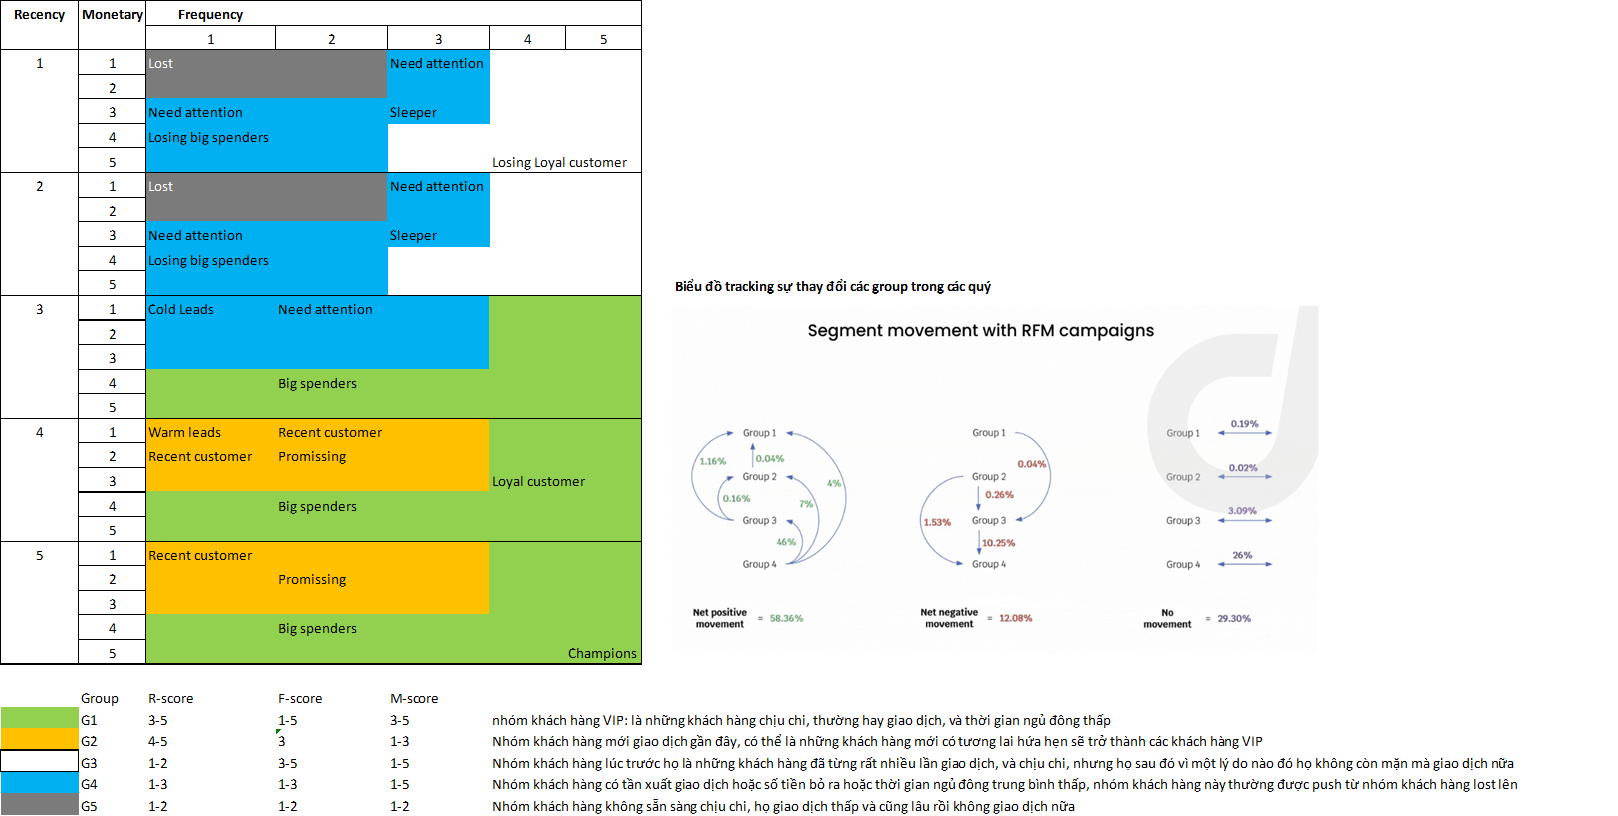 Recency Monetary Frequency
1 2 3 4 5
1 1 Lost Need attention
2
3 Need attention Sleeper
4 Losing big spenders
5 Losing Loyal customer
2 1 Lost Need attention
2
3 Need attention Sleeper
4 Losing big spenders
5
3 1 Cold Leads Need attention
2
3
4 Big spenders
5
4 1 Warm leads Recent customer
2 Recent customer Promissing
3 Loyal customer
4 Big spenders
5
5 1 Recent customer
2 Promissing
3
4 Big spenders
5 Champions
Biểu đồ tracking sự thay đổi các group trong các quý
Segment movement with RFM campaigns
Group 1
1.16% 0.04%
Group 2
4%
0.16% 7%
Group 3
46%
Group 4
Net positive movement = 58.36%
Group 1
0.04%
Group 2
0.26%
Group 3
1.53%
10.25%
Group 4
Net negative movement = 12.08%
Group 1 0.19%
Group 2 0.02%
Group 3 3.09%
Group 4 26%
No movement = 29.30%
Group R-score F-score M-score
G1 3-5 1-5 3-5 nhóm khách hàng VIP: là những khách hàng chịu chi, thường hay giao dịch, và thời gian ngủ đông thấp
G2 4-5 3 1-3 Nhóm khách hàng mới giao dịch gần đây, có thể là những khách hàng mới có tương lai hứa hẹn sẽ trở thành các khách hàng VIP
G3 1-2 3-5 1-5 Nhóm khách hàng lúc trước họ là những khách hàng đã từng rất nhiều lần giao dịch, và chịu chi, nhưng họ sau đó vì một lý do nào đó họ không còn mặn mà giao dịch nữa
G4 1-3 1-3 1-5 Nhóm khách hàng có tần xuất giao dịch hoặc số tiền bỏ ra hoặc thời gian ngủ đông trung bình thấp, nhóm khách hàng này thường được push từ nhóm khách hàng lost lên
G5 1-2 1-2 1-2 Nhóm khách hàng không sẵn sàng chịu chi, họ giao dịch thấp và cũng lâu rồi không giao dịch nữa